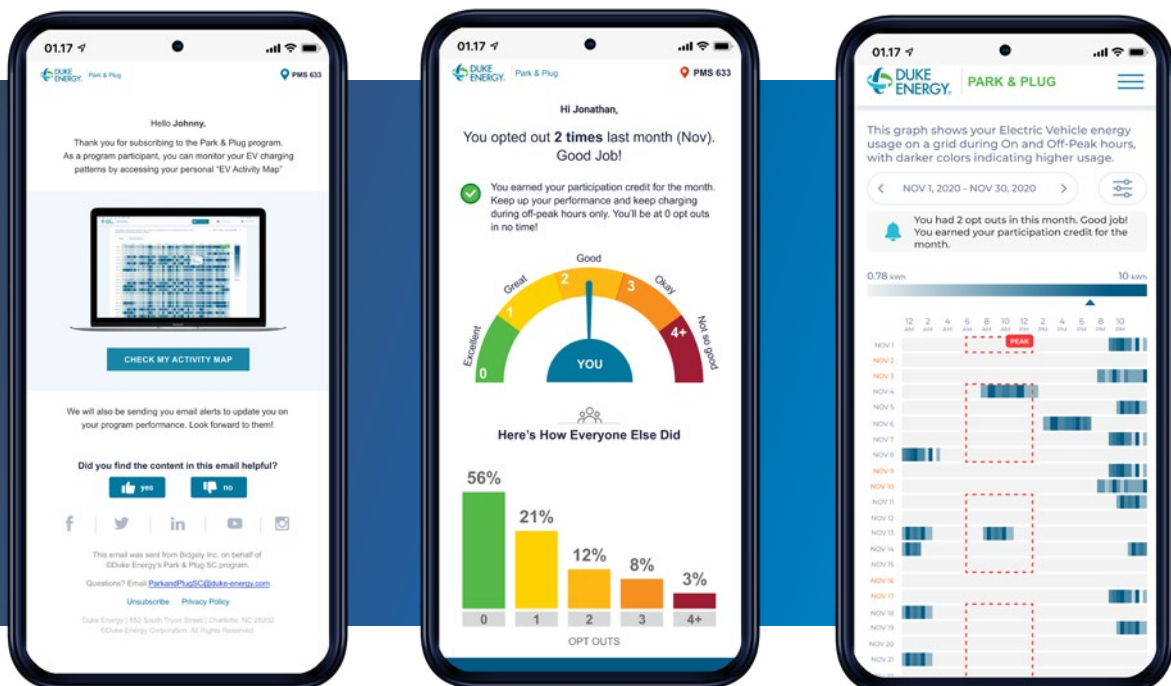 01.17
DUKE ENERGY. Park & Plug
PMS 633
Hello Johnny,
Thank you for subscribing to the Park & Plug program.
As a program participant, you can monitor your EV charging
patterns by accessing your personal "EV Activity Map"
CHECK MY ACTIVITY MAP
We will also be sending you email alerts to update you on
your program performance. Look forward to them!
Did you find the content in this email helpful?
yes
no
This email was sent from Bidgely Inc. on behalf of
©Duke Energy's Park & Plug SC program.
Questions? Email ParkandPlugSC@duke-energy.com
Unsubscribe Privacy Policy
Duke Energy | 550 South Tryon Street | Charlotte, NC 28202
©Duke Energy Corporation. All Rights Reserved.
01.17
DUKE ENERGY. Park & Plug
PMS 633
Hi Jonathan,
You opted out 2 times last month (Nov).
Good Job!
You earned your participation credit for the month.
Keep up your performance and keep charging
during off-peak hours only. You'll be at 0 opt outs
in no time!
Excellent
Great
Good
Okay
Not so good
0
1
2
3
4+
YOU
Here's How Everyone Else Did
56%
21%
12%
8%
3%
0 1 2 3 4+
OPT OUTS
01.17
DUKE
ENERGY.
PARK & PLUG
This graph shows your Electric Vehicle energy
usage on a grid during On and Off-Peak hours,
with darker colors indicating higher usage.
NOV 1, 2020 - NOV 30, 2020
You had 2 opt outs in this month. Good job!
You earned your participation credit for the
month.
0.78 kWh
10 kWh
12 2 4 6 8 10 12 2 4 6 8 10
AM AM AM AM AM AM PM PM PM PM PM PM
PEAK
NOV 1
NOV 2
NOV 3
NOV 4
NOV 5
NOV 6
NOV 7
NOV 8
NOV 9
NOV 10
NOV 11
NOV 12
NOV 13
NOV 14
NOV 15
NOV 16
NOV 17
NOV 18
NOV 19
NOV 20
NOV 21